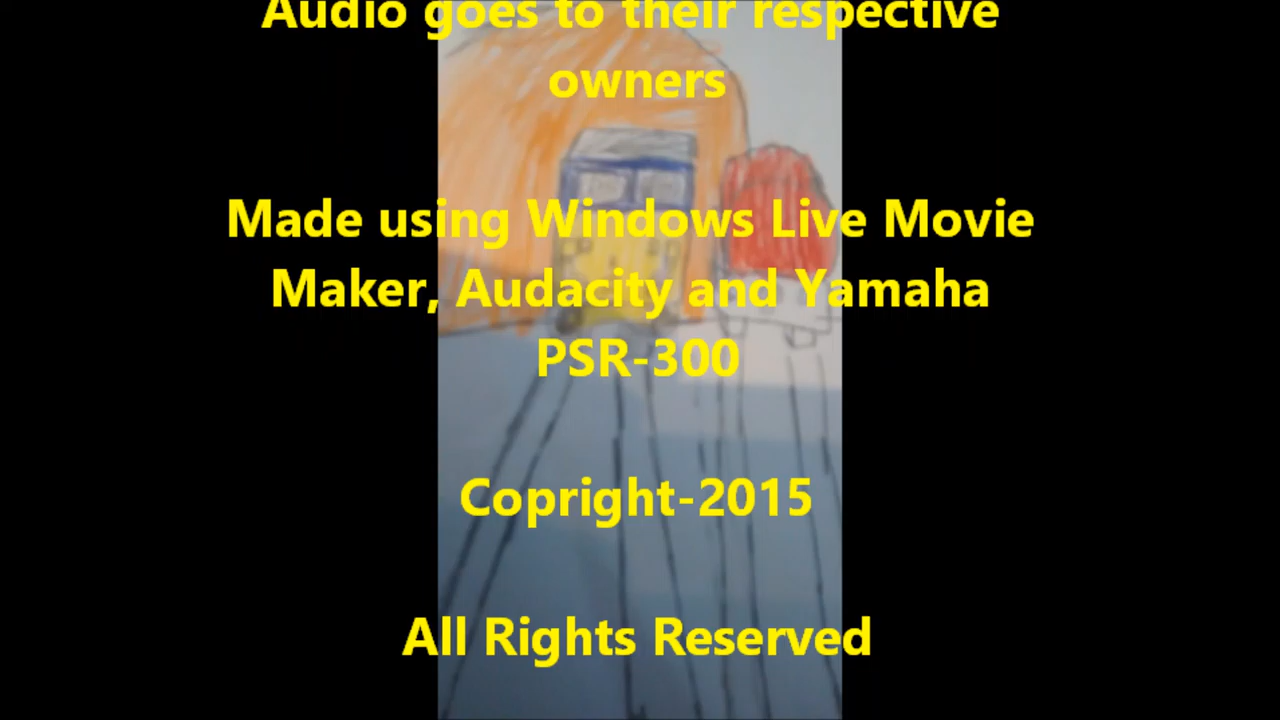 Audio goes to their respective
owners
Made using Windows Live Movie
Maker, Audacity and Yamaha
PSR-300
Copright-2015
All Rights Reserved